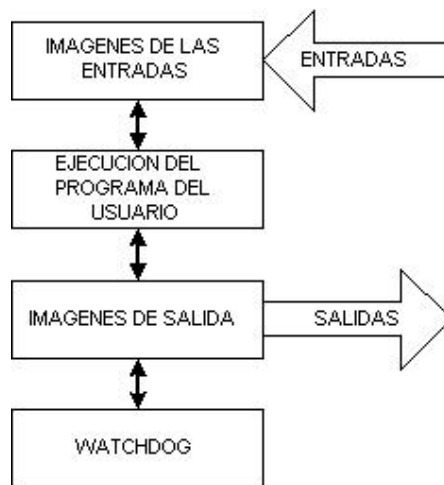 IMAGENES DE LAS
ENTRADAS
ENTRADAS
EJECUCION DEL
PROGRAMA DEL
USUARIO
IMAGENES DE SALIDA
SALIDAS
WATCHDOG